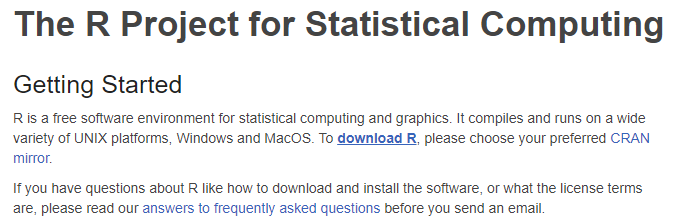 The R Project for Statistical Computing
Getting Started
R is a free software environment for statistical computing and graphics. It compiles and runs on a wide
variety of UNIX platforms, Windows and MacOS. To download R, please choose your preferred CRAN
mirror.
If you have questions about R like how to download and install the software, or what the license terms
are, please read our answers to frequently asked questions before you send an email.